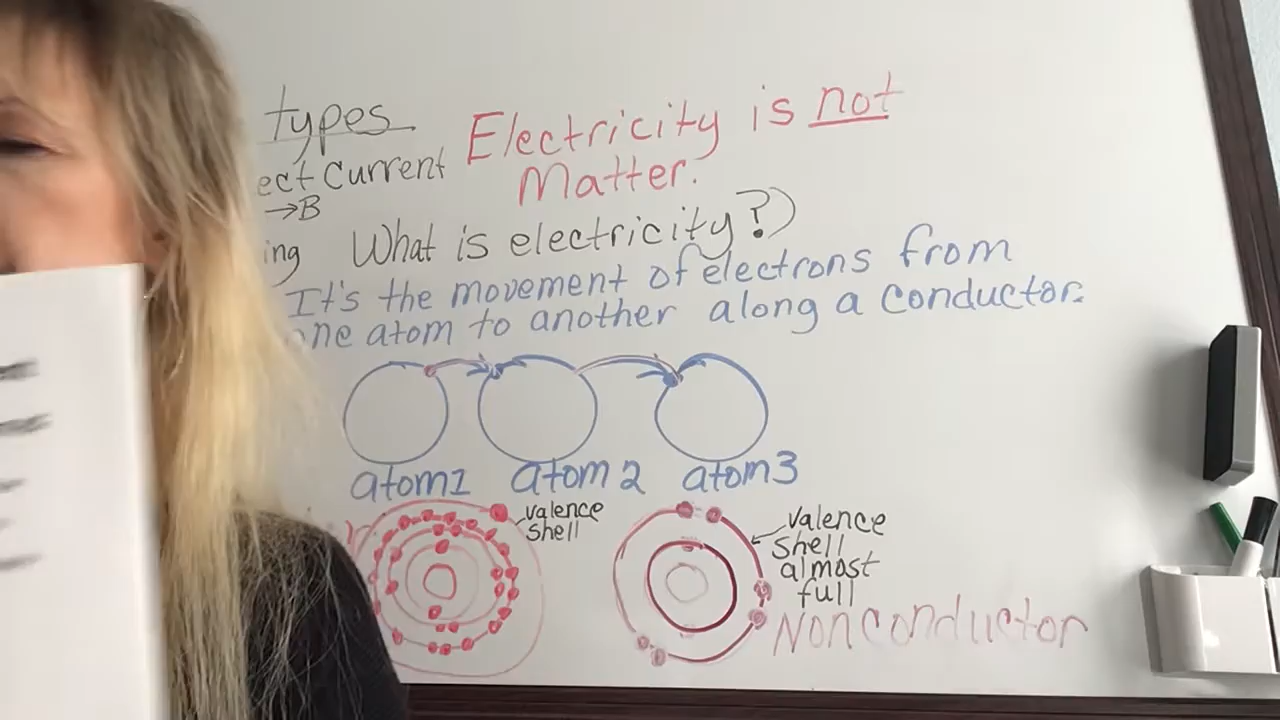 types
ect Current
→B
ing
Electricity is not
Matter.
What is electricity?)
It's the movement of electrons from
one atom to another along a conductor.
atom1 atom 2 atom3
valence
shell
valence
shell
almost
full
Nonconductor